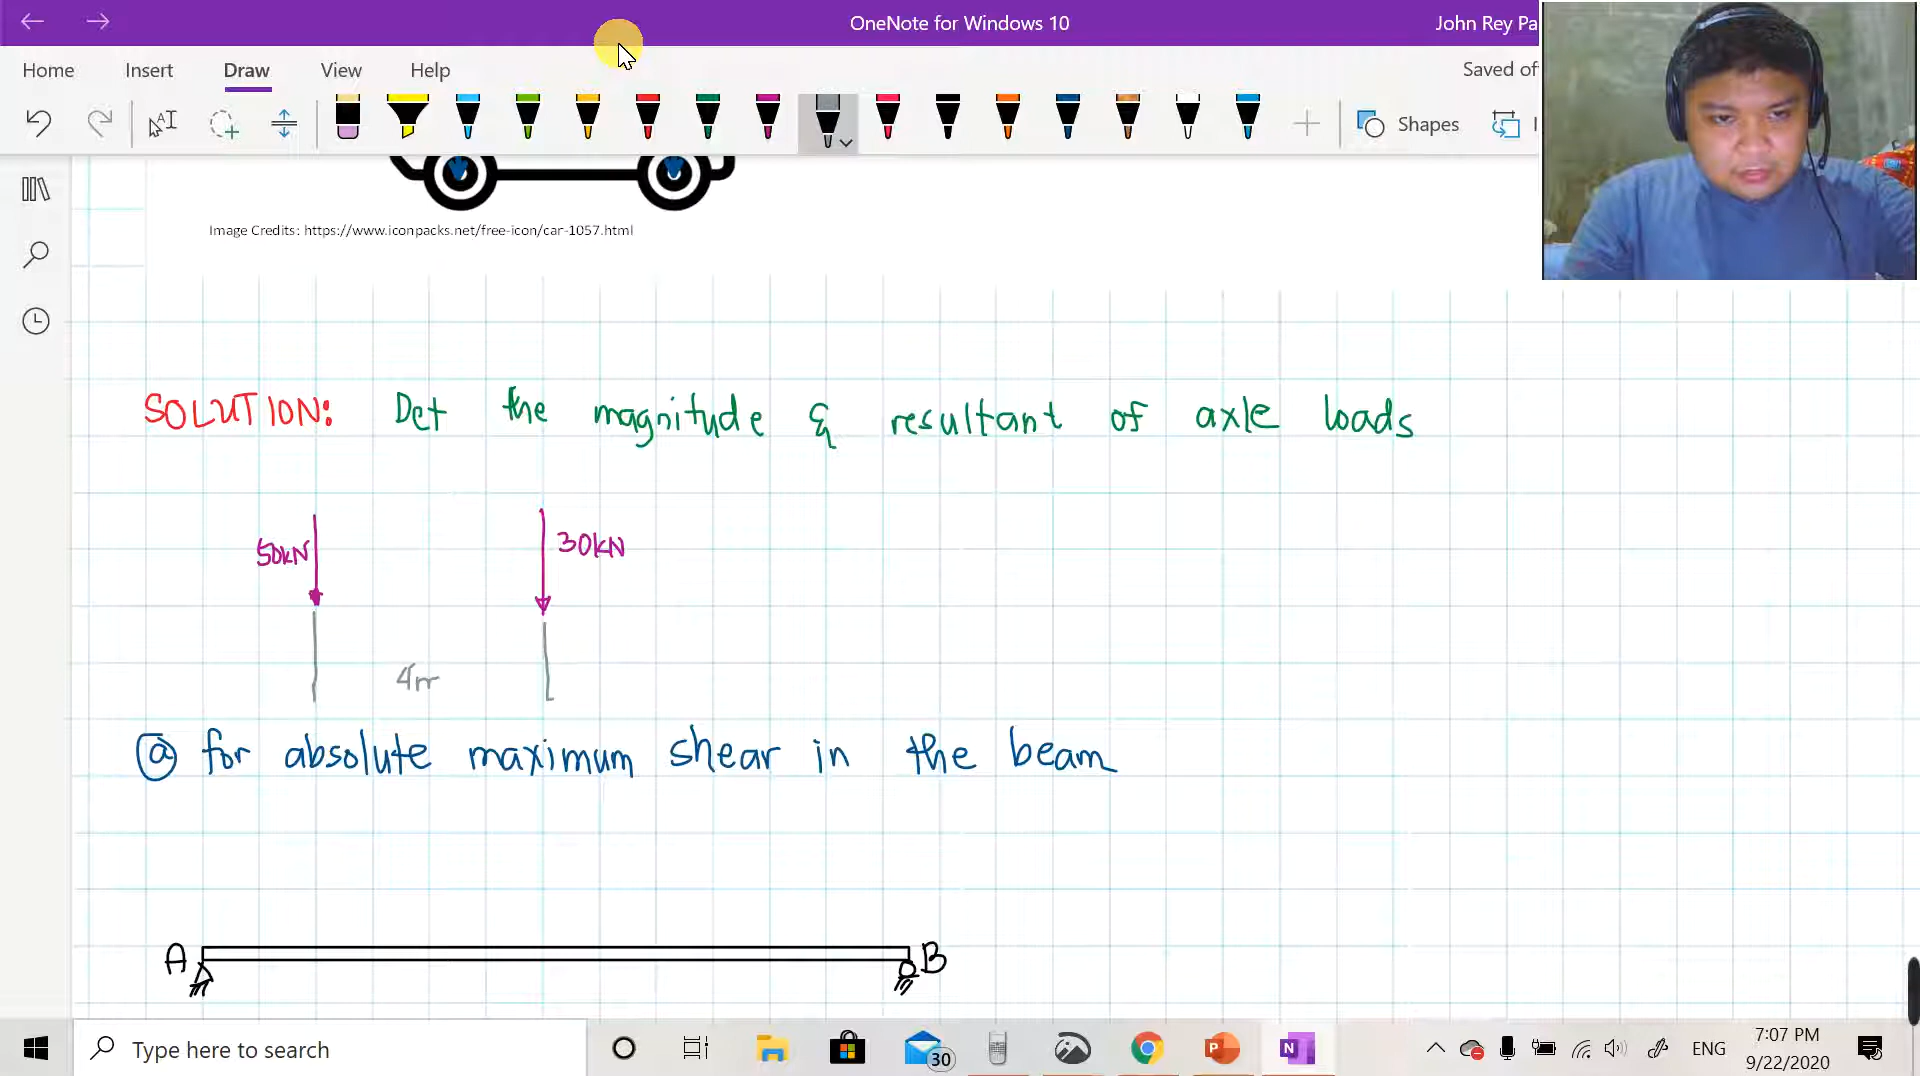 OneNote for Windows 10
John Rey Pa
Home Insert Draw View Help
Saved of
Shapes
Image Credits: https://www.iconpacks.net/free-icon/car-1057.html
SOLUTION: Det the magnitude & resultant of axle loads
50kN
30kN
4m
a for absolute maximum shear in the beam
A
B
Type here to search
30
ENG
7:07 PM
9/22/2020